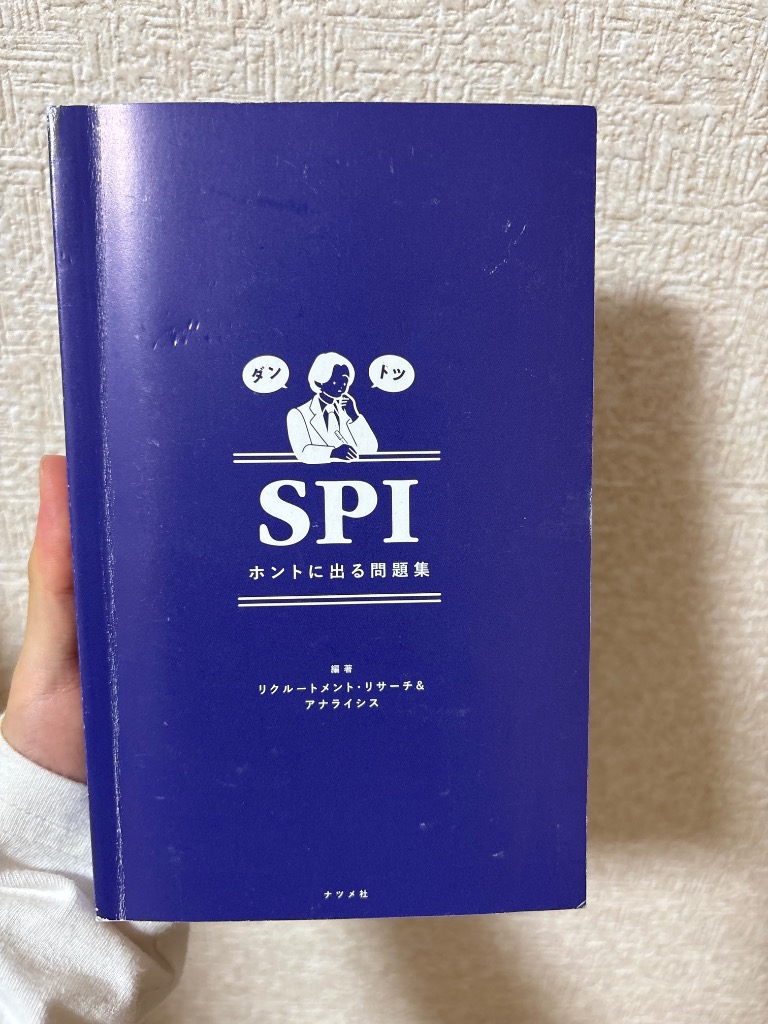 ダン
トツ
SPI
ホントに出る問題集
編著
リクルートメント・リサーチ&
アナライシス
ナツメ社